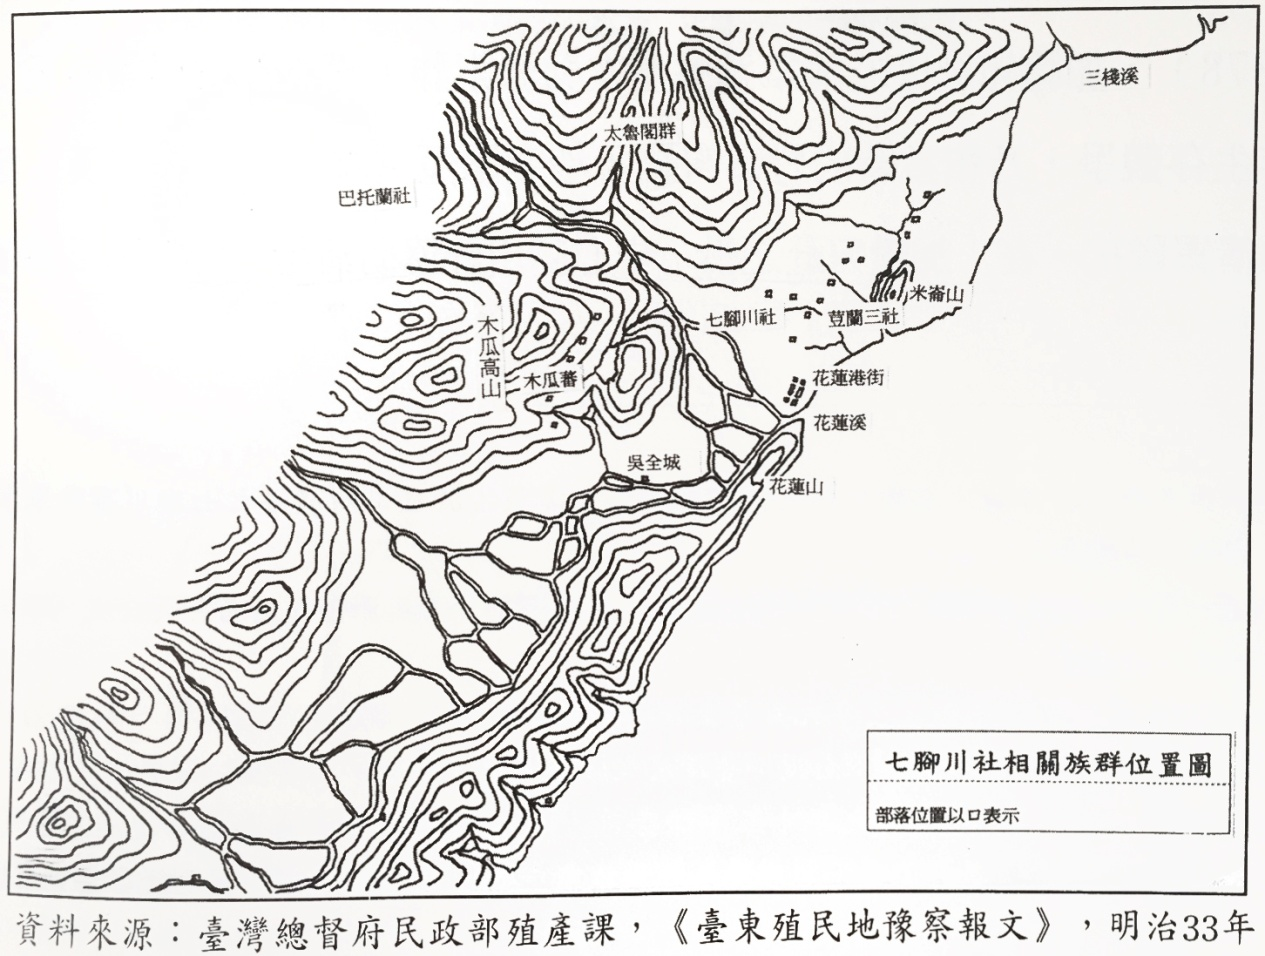 三棧溪
太魯閣群
巴托蘭社
米崙山
七腳川社
荳蘭三社
木瓜高山
木瓜蕃
花蓮港街
花蓮溪
吳全城
花蓮山
七腳川社相關族群位置圖
部落位置以口表示
資料來源：臺灣總督府民政部殖產課，《臺東殖民地豫察報文》，明治33年